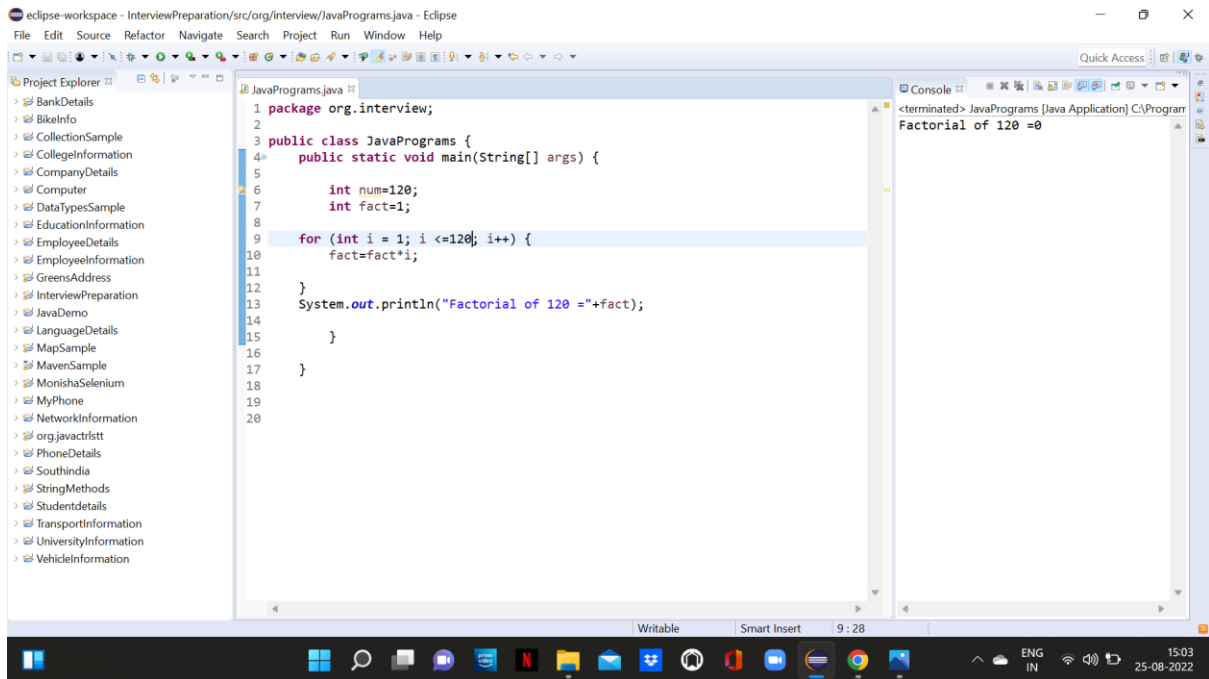 eclipse-workspace - InterviewPreparation/src/org/interview/JavaPrograms.java - Eclipse
File Edit Source Refactor Navigate Search Project Run Window Help
Quick Access
Project Explorer
BankDetails
BikeInfo
CollectionSample
CollegeInformation
CompanyDetails
Computer
DataTypesSample
EducationInformation
EmployeeDetails
EmployeeInformation
GreensAddress
InterviewPreparation
JavaDemo
LanguageDetails
MapSample
MavenSample
MonishaSelenium
MyPhone
NetworkInformation
org.javactrlstt
PhoneDetails
Southindia
StringMethods
Studentdetails
TransportInformation
UniversityInformation
VehicleInformation
JavaPrograms.java
1 package org.interview;
2
3 public class JavaPrograms {
4 public static void main(String[] args) {
5
6 int num=120;
7 int fact=1;
8
9 for (int i = 1; i <=120; i++) {
10 fact=fact*i;
11
12 }
13 System.out.println("Factorial of 120 ="+fact);
14
15 }
16
17 }
18
19
20
Console
<terminated> JavaPrograms [Java Application] C:\Program
Factorial of 120 =0
Writable Smart Insert 9 : 28
prime video
N
ENG
IN
15:03
25-08-2022